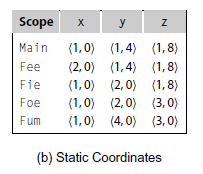 Scope x y z
Main ⟨1,0⟩ ⟨1,4⟩ ⟨1,8⟩
Fee ⟨2,0⟩ ⟨1,4⟩ ⟨1,8⟩
Fie ⟨1,0⟩ ⟨2,0⟩ ⟨1,8⟩
Foe ⟨1,0⟩ ⟨2,0⟩ ⟨3,0⟩
Fum ⟨1,0⟩ ⟨4,0⟩ ⟨3,0⟩
(b) Static Coordinates